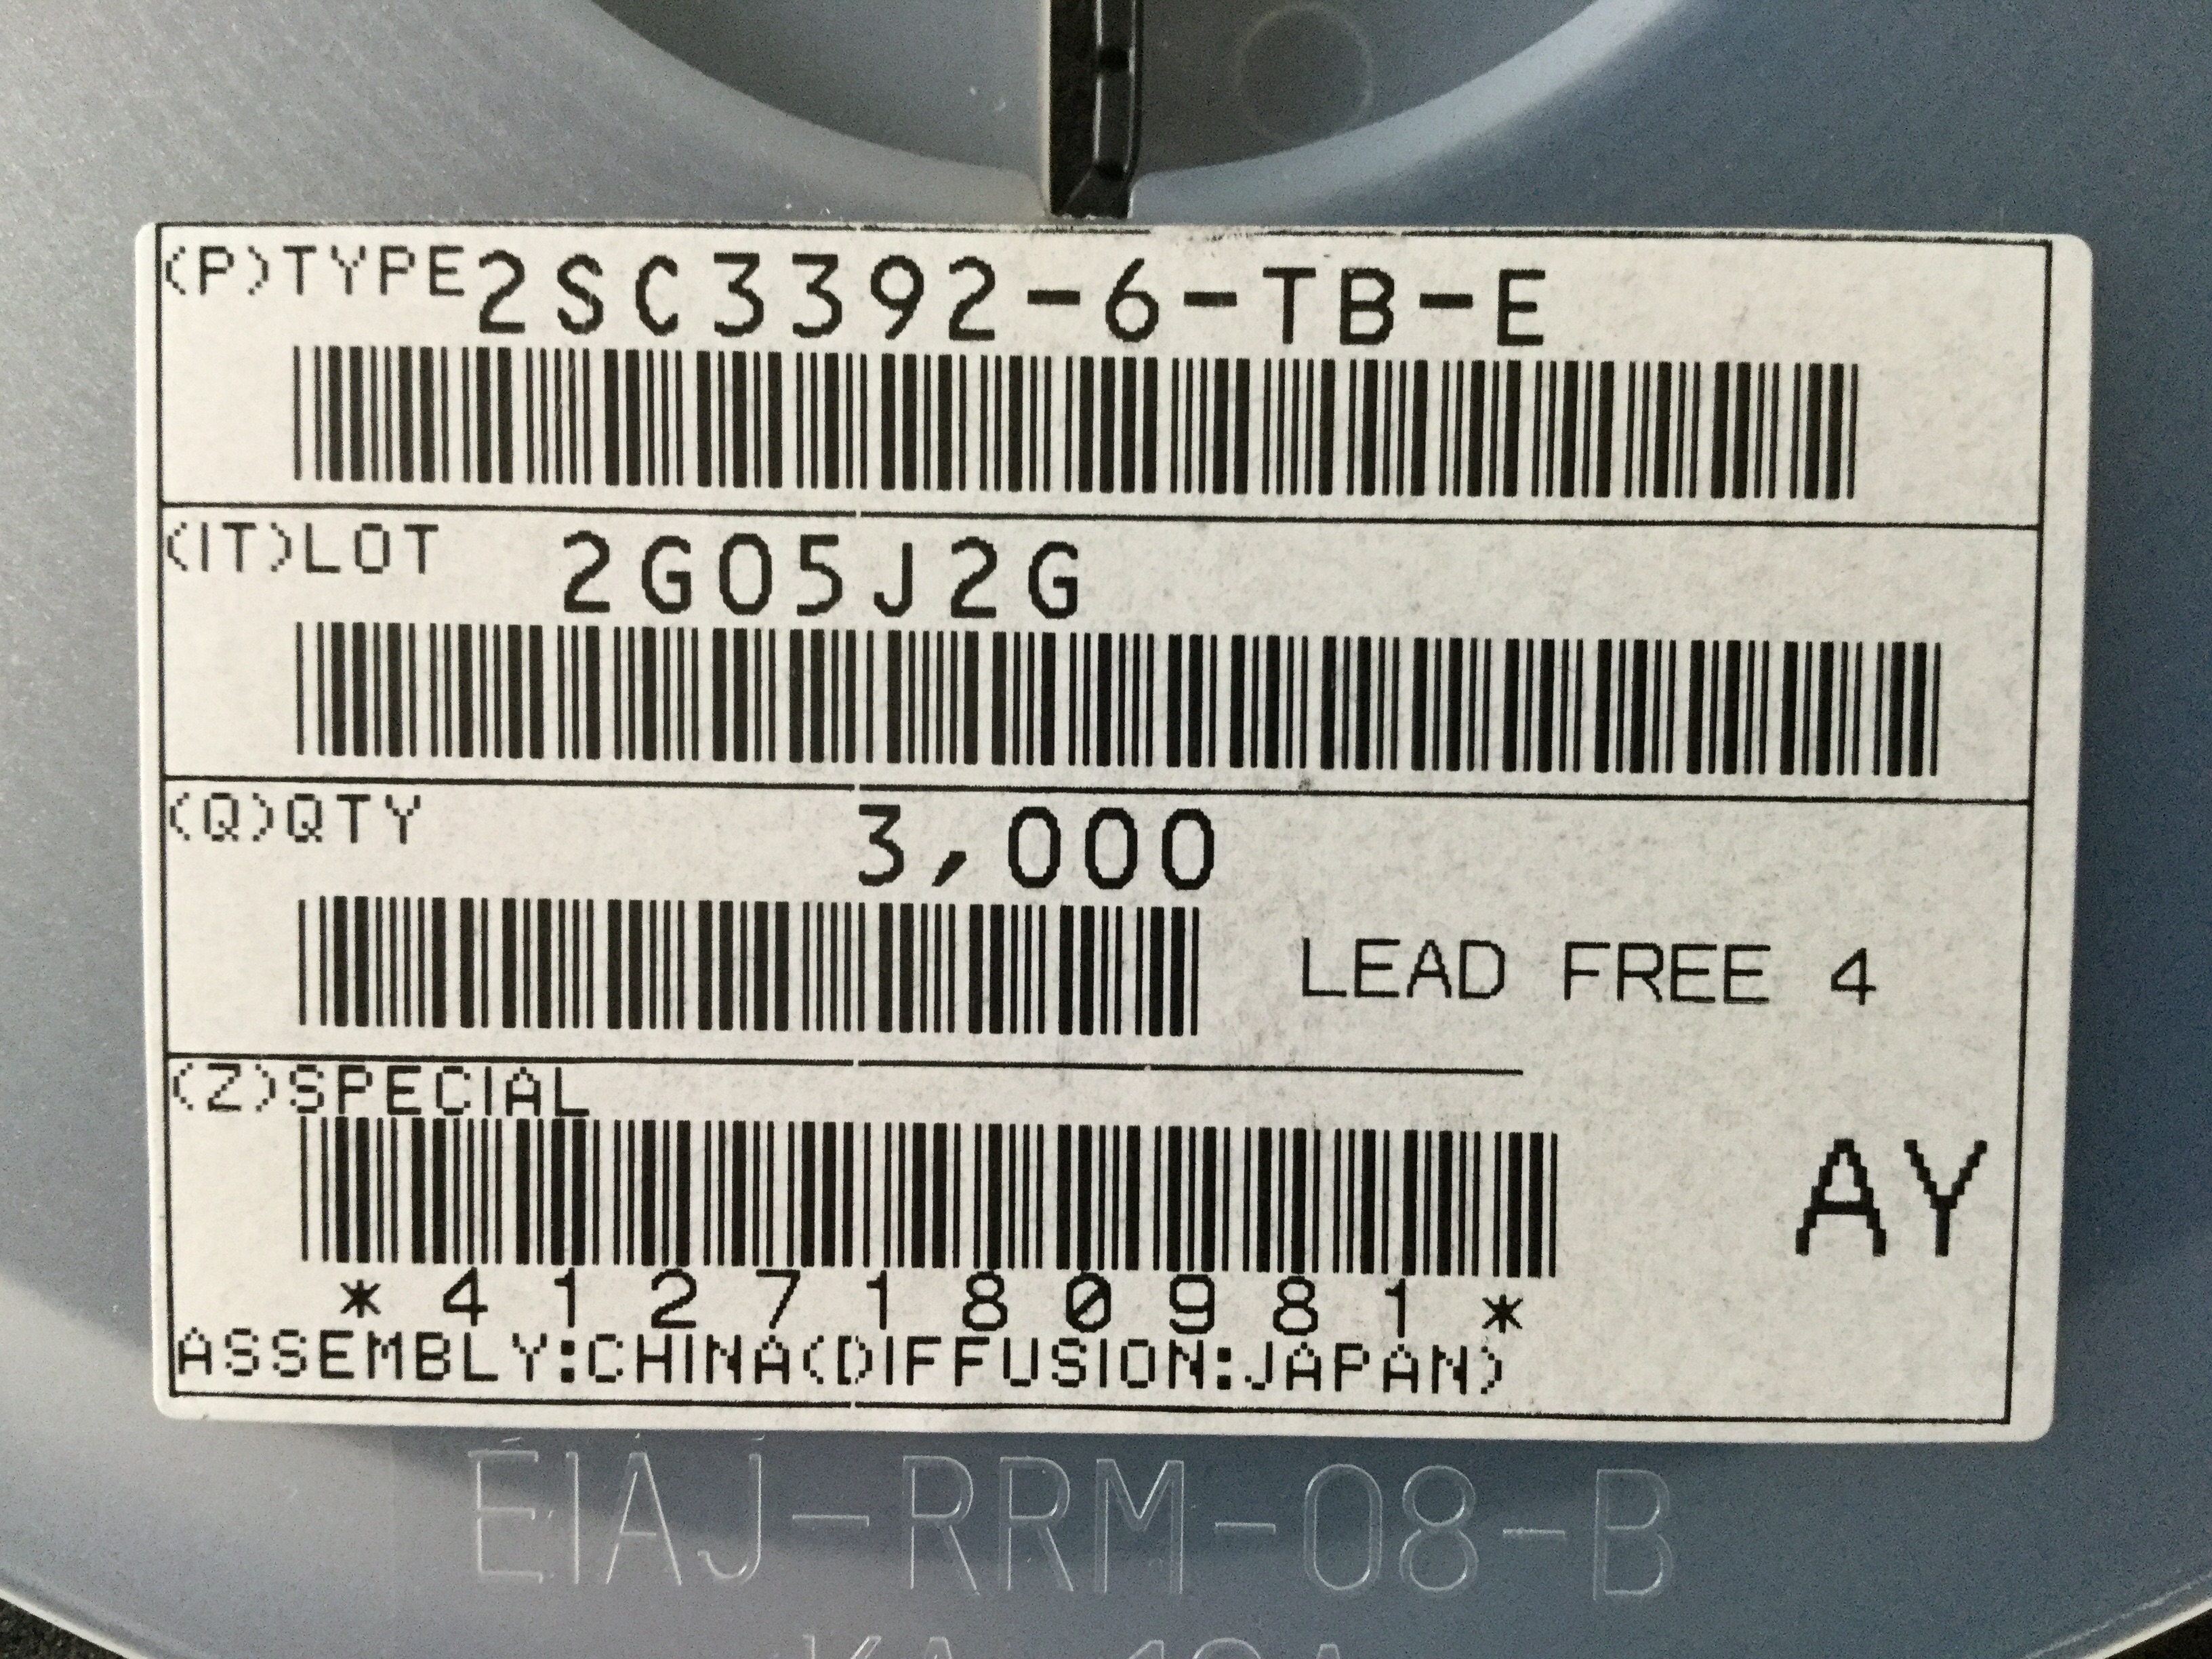 (P)TYPE 2SC3392-6-TB-E
(IT)LOT 2G05J2G
(Q)QTY 3,000
LEAD FREE 4
(Z)SPECIAL
AY
*4127180981*
ASSEMBLY:CHINA(DIFFUSION:JAPAN)
EIAJ-RRM-08-B